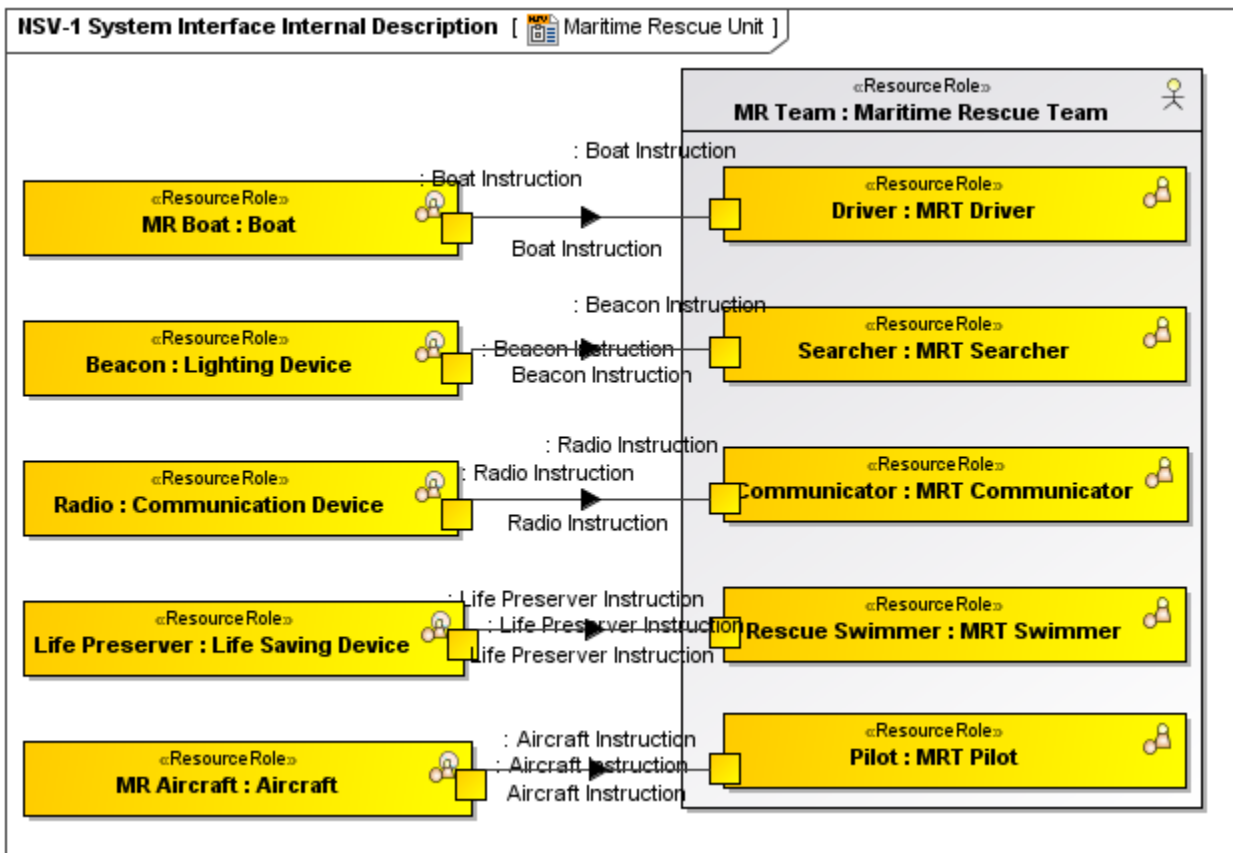 NSV-1 System Interface Internal Description [ Maritime Rescue Unit ]
«ResourceRole»
MR Team : Maritime Rescue Team
: Boat Instruction
: Boat Instruction
«ResourceRole»
MR Boat : Boat
Boat Instruction
«ResourceRole»
Driver : MRT Driver
: Beacon Instruction
«ResourceRole»
Beacon : Lighting Device
: Beacon Instruction
Beacon Instruction
«ResourceRole»
Searcher : MRT Searcher
: Radio Instruction
: Radio Instruction
«ResourceRole»
Radio : Communication Device
Radio Instruction
«ResourceRole»
Communicator : MRT Communicator
: Life Preserver Instruction
«ResourceRole»
Life Preserver : Life Saving Device
: Life Preserver Instruction
Life Preserver Instruction
«ResourceRole»
Rescue Swimmer : MRT Swimmer
: Aircraft Instruction
«ResourceRole»
MR Aircraft : Aircraft
: Aircraft Instruction
Aircraft Instruction
«ResourceRole»
Pilot : MRT Pilot